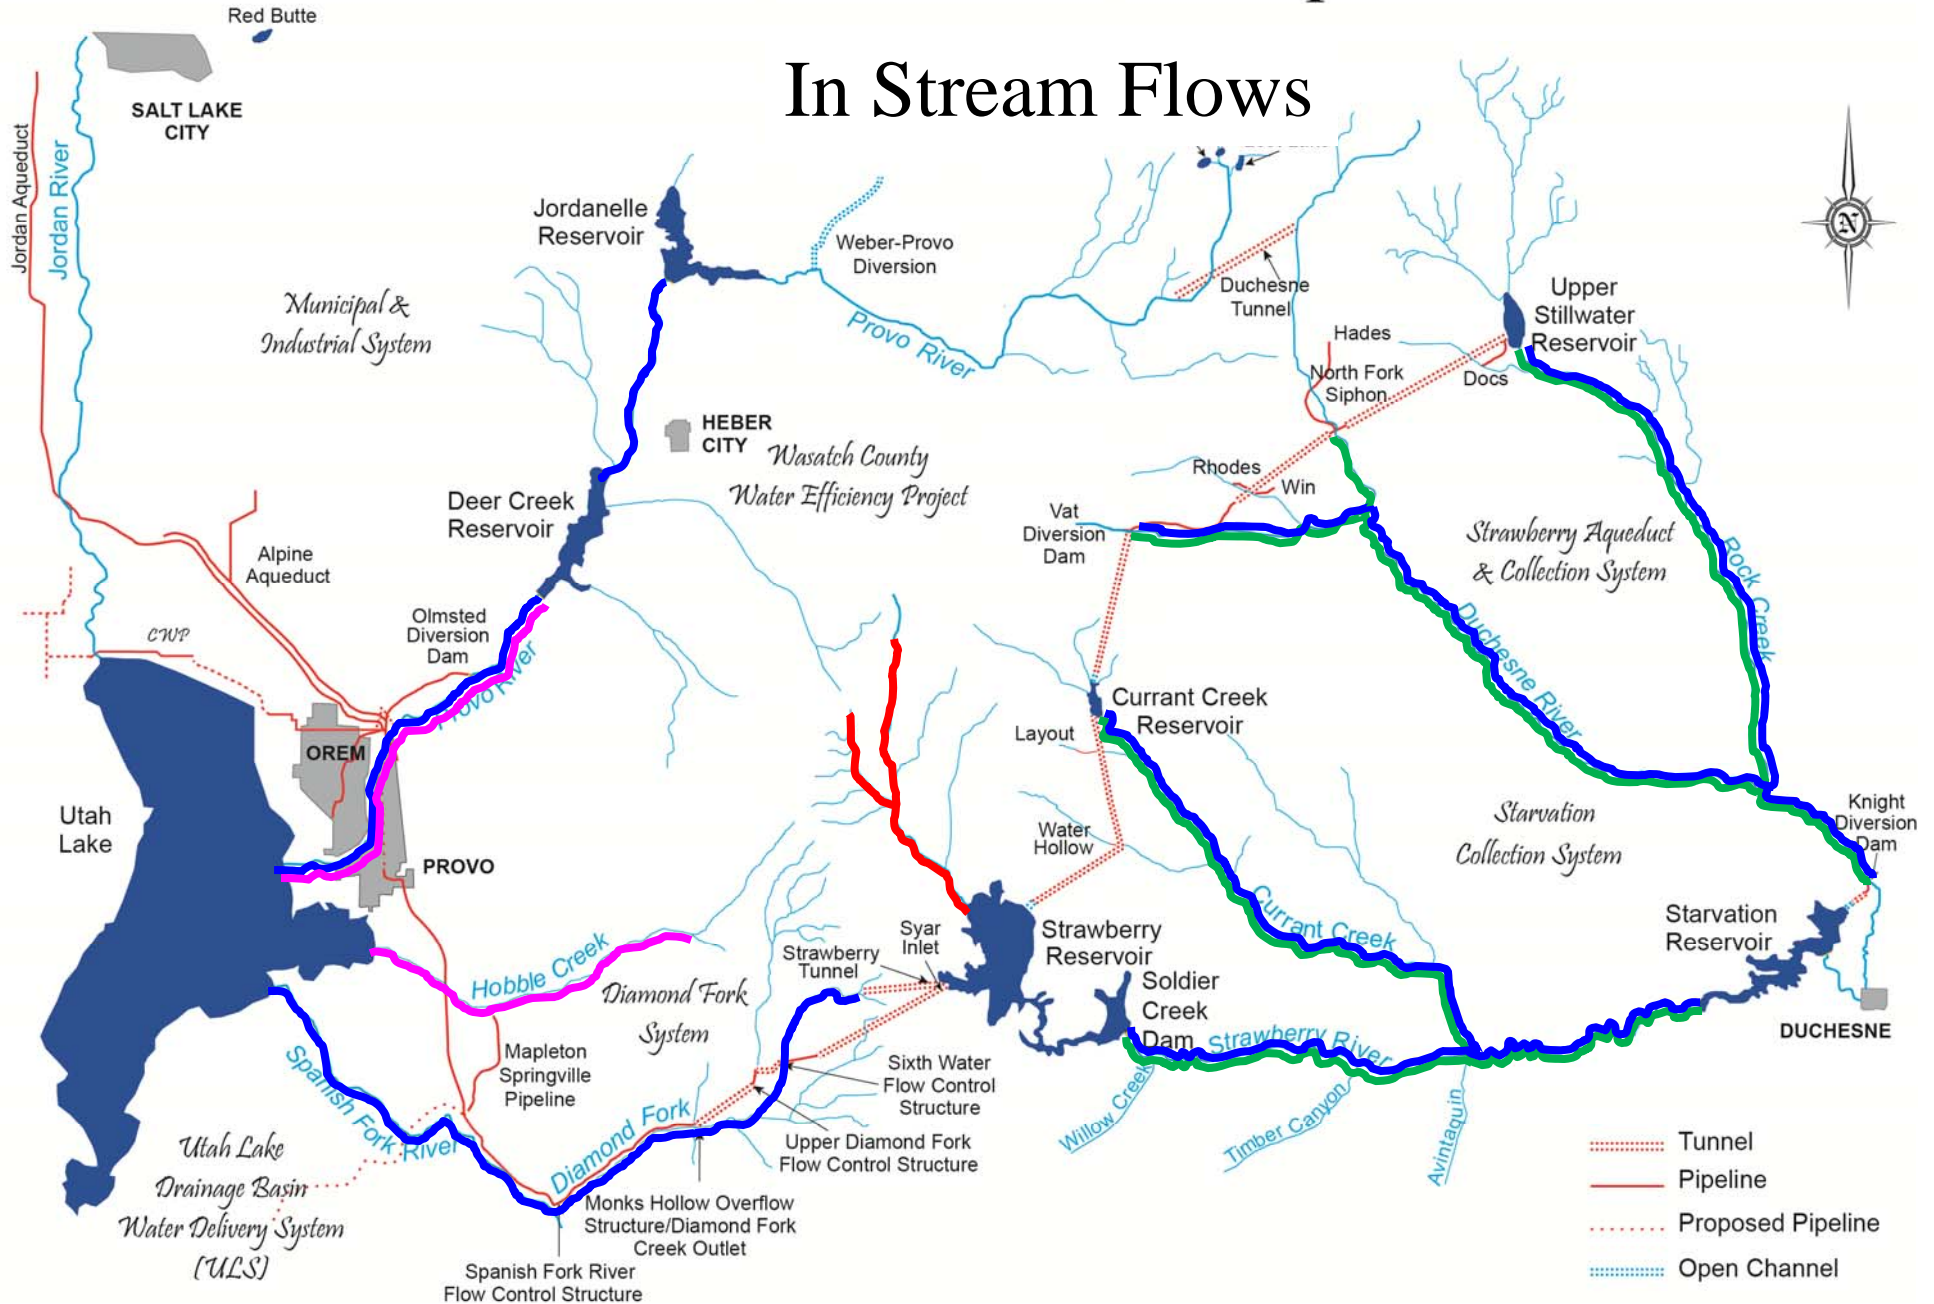 Red Butte
In Stream Flows
SALT LAKE
CITY
Jordan Aqueduct
Jordan River
Jordanelle
Reservoir
Weber-Provo
Diversion
Duchesne
Tunnel
N
Municipal &
Industrial System
Provo River
Upper
Stillwater
Reservoir
Hades
North Fork
Siphon
Docs
HEBER
CITY
Wasatch County
Water Efficiency Project
Rhodes
Win
Deer Creek
Reservoir
Vat
Diversion
Dam
Strawberry Aqueduct
& Collection System
Rock Creek
Alpine
Aqueduct
Olmsted
Diversion
Dam
CWP
Provo River
Duchesne River
Currant Creek
Reservoir
Layout
OREM
Utah
Lake
PROVO
Water
Hollow
Starvation
Collection System
Knight
Diversion
Dam
Currant Creek
Starvation
Reservoir
Strawberry
Reservoir
Syar
Inlet
Strawberry
Tunnel
Hobble Creek
Diamond Fork
System
Soldier
Creek
Dam
Strawberry River
DUCHESNE
Mapleton
Springville
Pipeline
Sixth Water
Flow Control
Structure
Spanish Fork River
Diamond Fork
Willow Creek
Timber Canyon
Avintaquin
Upper Diamond Fork
Flow Control Structure
Utah Lake
Drainage Basin
Water Delivery System
(ULS)
Monks Hollow Overflow
Structure/Diamond Fork
Creek Outlet
Spanish Fork River
Flow Control Structure
Tunnel
Pipeline
Proposed Pipeline
Open Channel